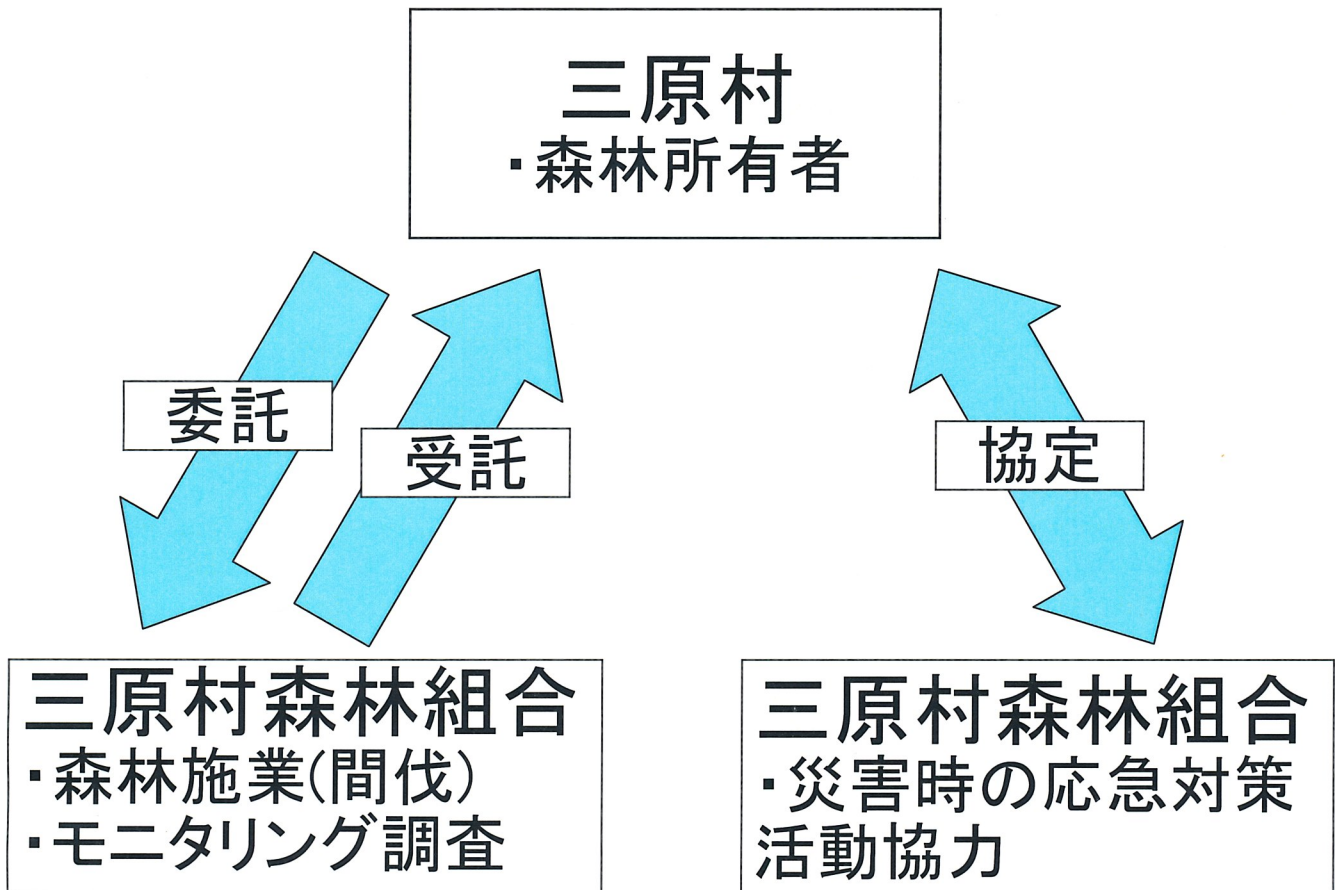 三原村
・森林所有者
委託
受託
協定
三原村森林組合
・森林施業(間伐)
・モニタリング調査
三原村森林組合
・災害時の応急対策
活動協力